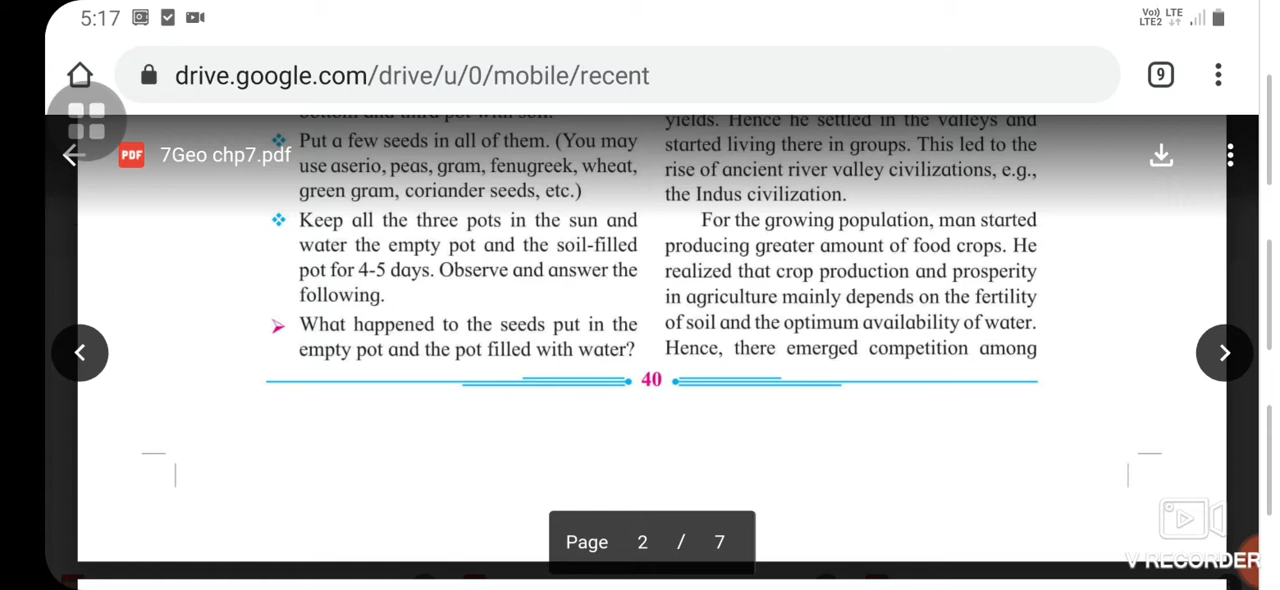 5:17
Vo)) LTE
LTE2
drive.google.com/drive/u/0/mobile/recent
9
PDF
7Geo chp7.pdf
bottom and third pot with soil.
Put a few seeds in all of them. (You may
use aserio, peas, gram, fenugreek, wheat,
green gram, coriander seeds, etc.)
Keep all the three pots in the sun and
water the empty pot and the soil-filled
pot for 4-5 days. Observe and answer the
following.
What happened to the seeds put in the
empty pot and the pot filled with water?
yields. Hence he settled in the valleys and
started living there in groups. This led to the
rise of ancient river valley civilizations, e.g.,
the Indus civilization.
For the growing population, man started
producing greater amount of food crops. He
realized that crop production and prosperity
in agriculture mainly depends on the fertility
of soil and the optimum availability of water.
Hence, there emerged competition among
40
Page 2 / 7
V RECORDER